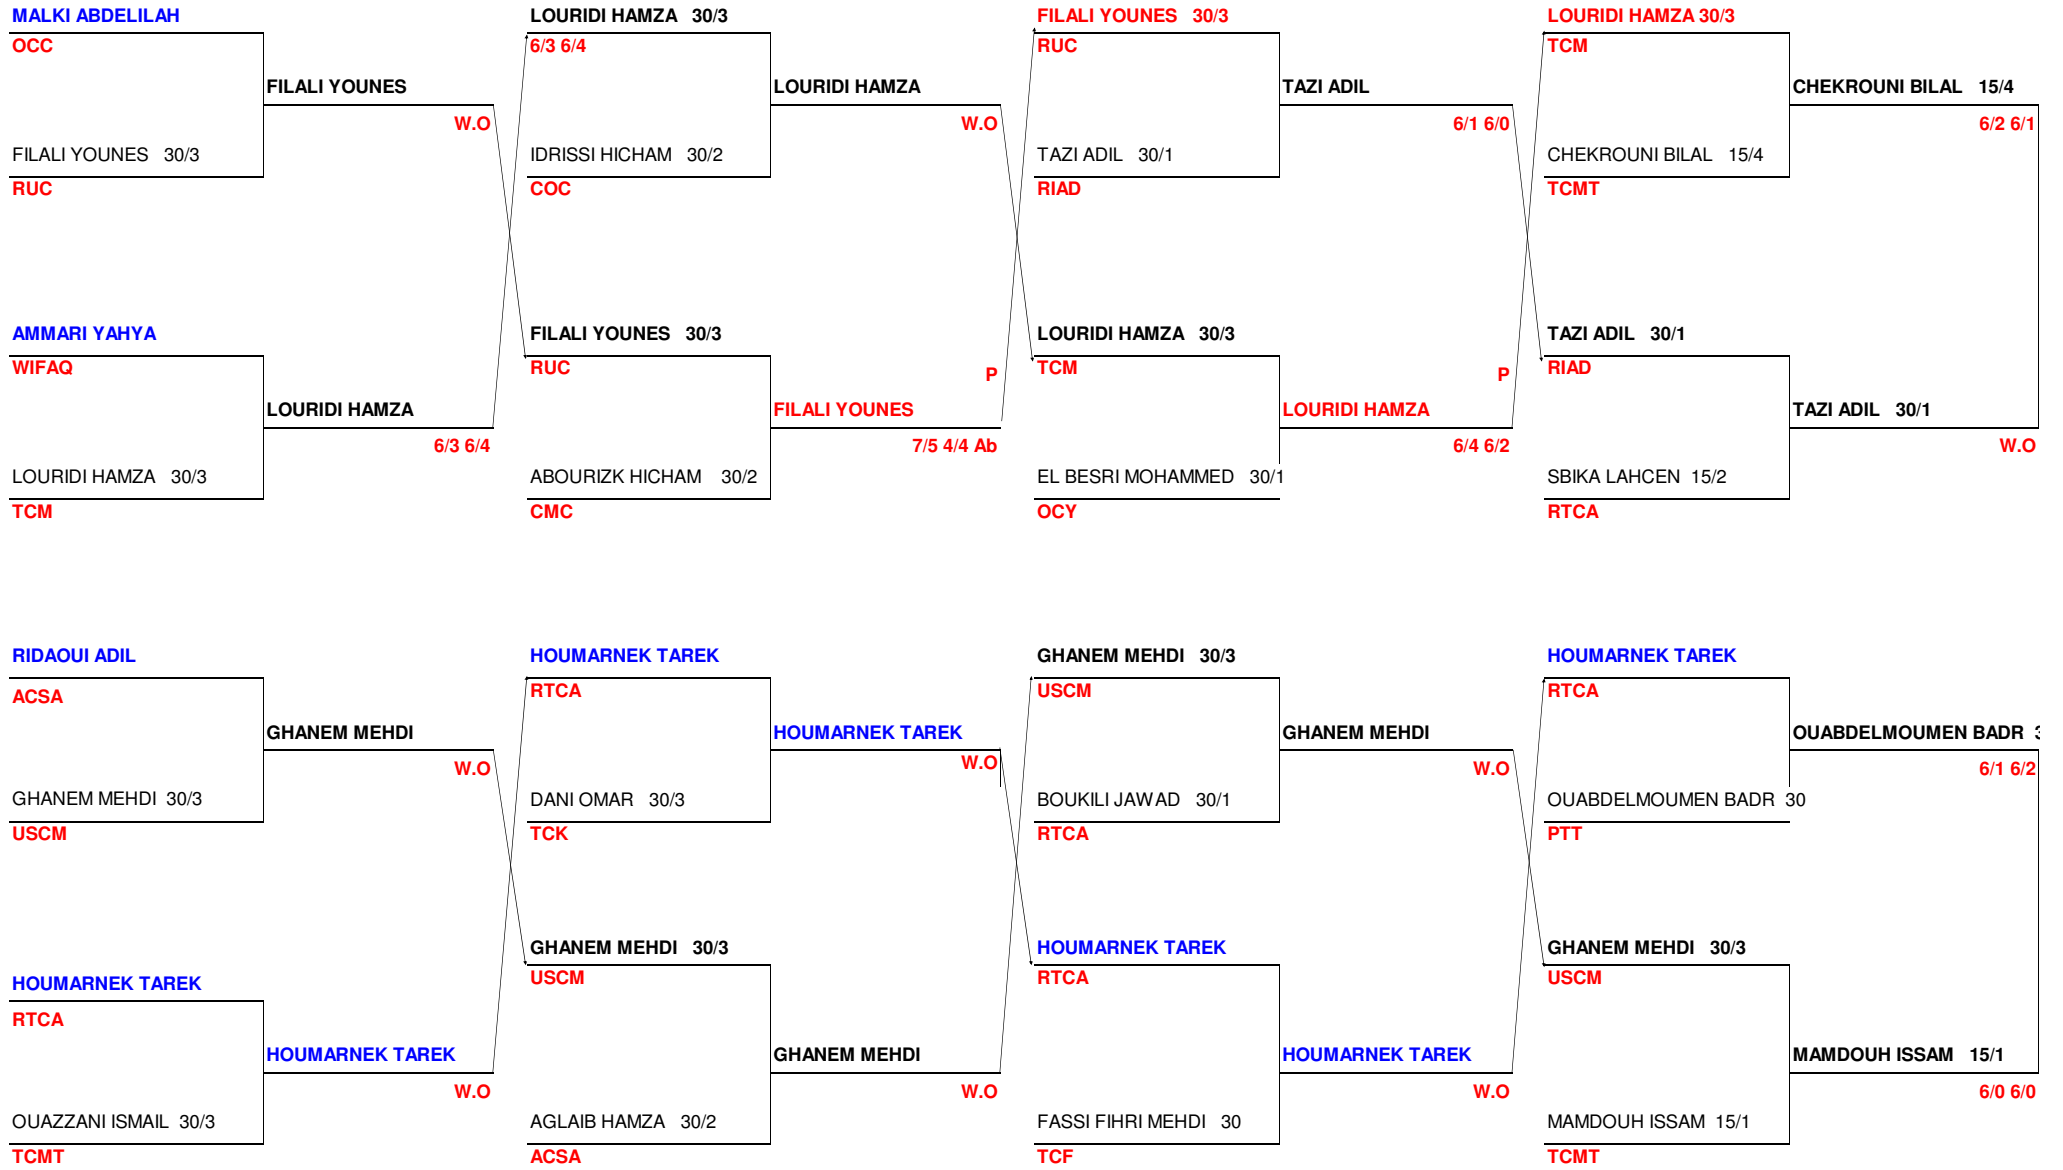 MALKI ABDELILAH
OCC
FILALI YOUNES
W.O
FILALI YOUNES 30/3
RUC
AMMARI YAHYA
WIFAQ
LOURIDI HAMZA
6/3 6/4
LOURIDI HAMZA 30/3
TCM
LOURIDI HAMZA 30/3
6/3 6/4
LOURIDI HAMZA
W.O
IDRISSI HICHAM 30/2
COC
FILALI YOUNES 30/3
RUC
P
FILALI YOUNES
7/5 4/4 Ab
ABOURIZK HICHAM 30/2
CMC
FILALI YOUNES 30/3
RUC
TAZI ADIL
6/1 6/0
TAZI ADIL 30/1
RIAD
LOURIDI HAMZA 30/3
TCM
P
LOURIDI HAMZA
6/4 6/2
EL BESRI MOHAMMED 30/1
OCY
LOURIDI HAMZA 30/3
TCM
CHEKROUNI BILAL 15/4
6/2 6/1
CHEKROUNI BILAL 15/4
TCMT
TAZI ADIL 30/1
RIAD
TAZI ADIL 30/1
W.O
SBIKA LAHCEN 15/2
RTCA
RIDAOUI ADIL
ACSA
GHANEM MEHDI
W.O
GHANEM MEHDI 30/3
USCM
HOUMARNEK TAREK
RTCA
HOUMARNEK TAREK
W.O
OUAZZANI ISMAIL 30/3
TCMT
HOUMARNEK TAREK
RTCA
HOUMARNEK TAREK
W.O
DANI OMAR 30/3
TCK
GHANEM MEHDI 30/3
USCM
GHANEM MEHDI
W.O
AGLAIB HAMZA 30/2
ACSA
GHANEM MEHDI 30/3
USCM
GHANEM MEHDI
W.O
BOUKILI JAWAD 30/1
RTCA
HOUMARNEK TAREK
RTCA
HOUMARNEK TAREK
W.O
FASSI FIHRI MEHDI 30
TCF
HOUMARNEK TAREK
RTCA
OUABDELMOUMEN BADR
6/1 6/2
OUABDELMOUMEN BADR 30
PTT
GHANEM MEHDI 30/3
USCM
MAMDOUH ISSAM 15/1
6/0 6/0
MAMDOUH ISSAM 15/1
TCMT